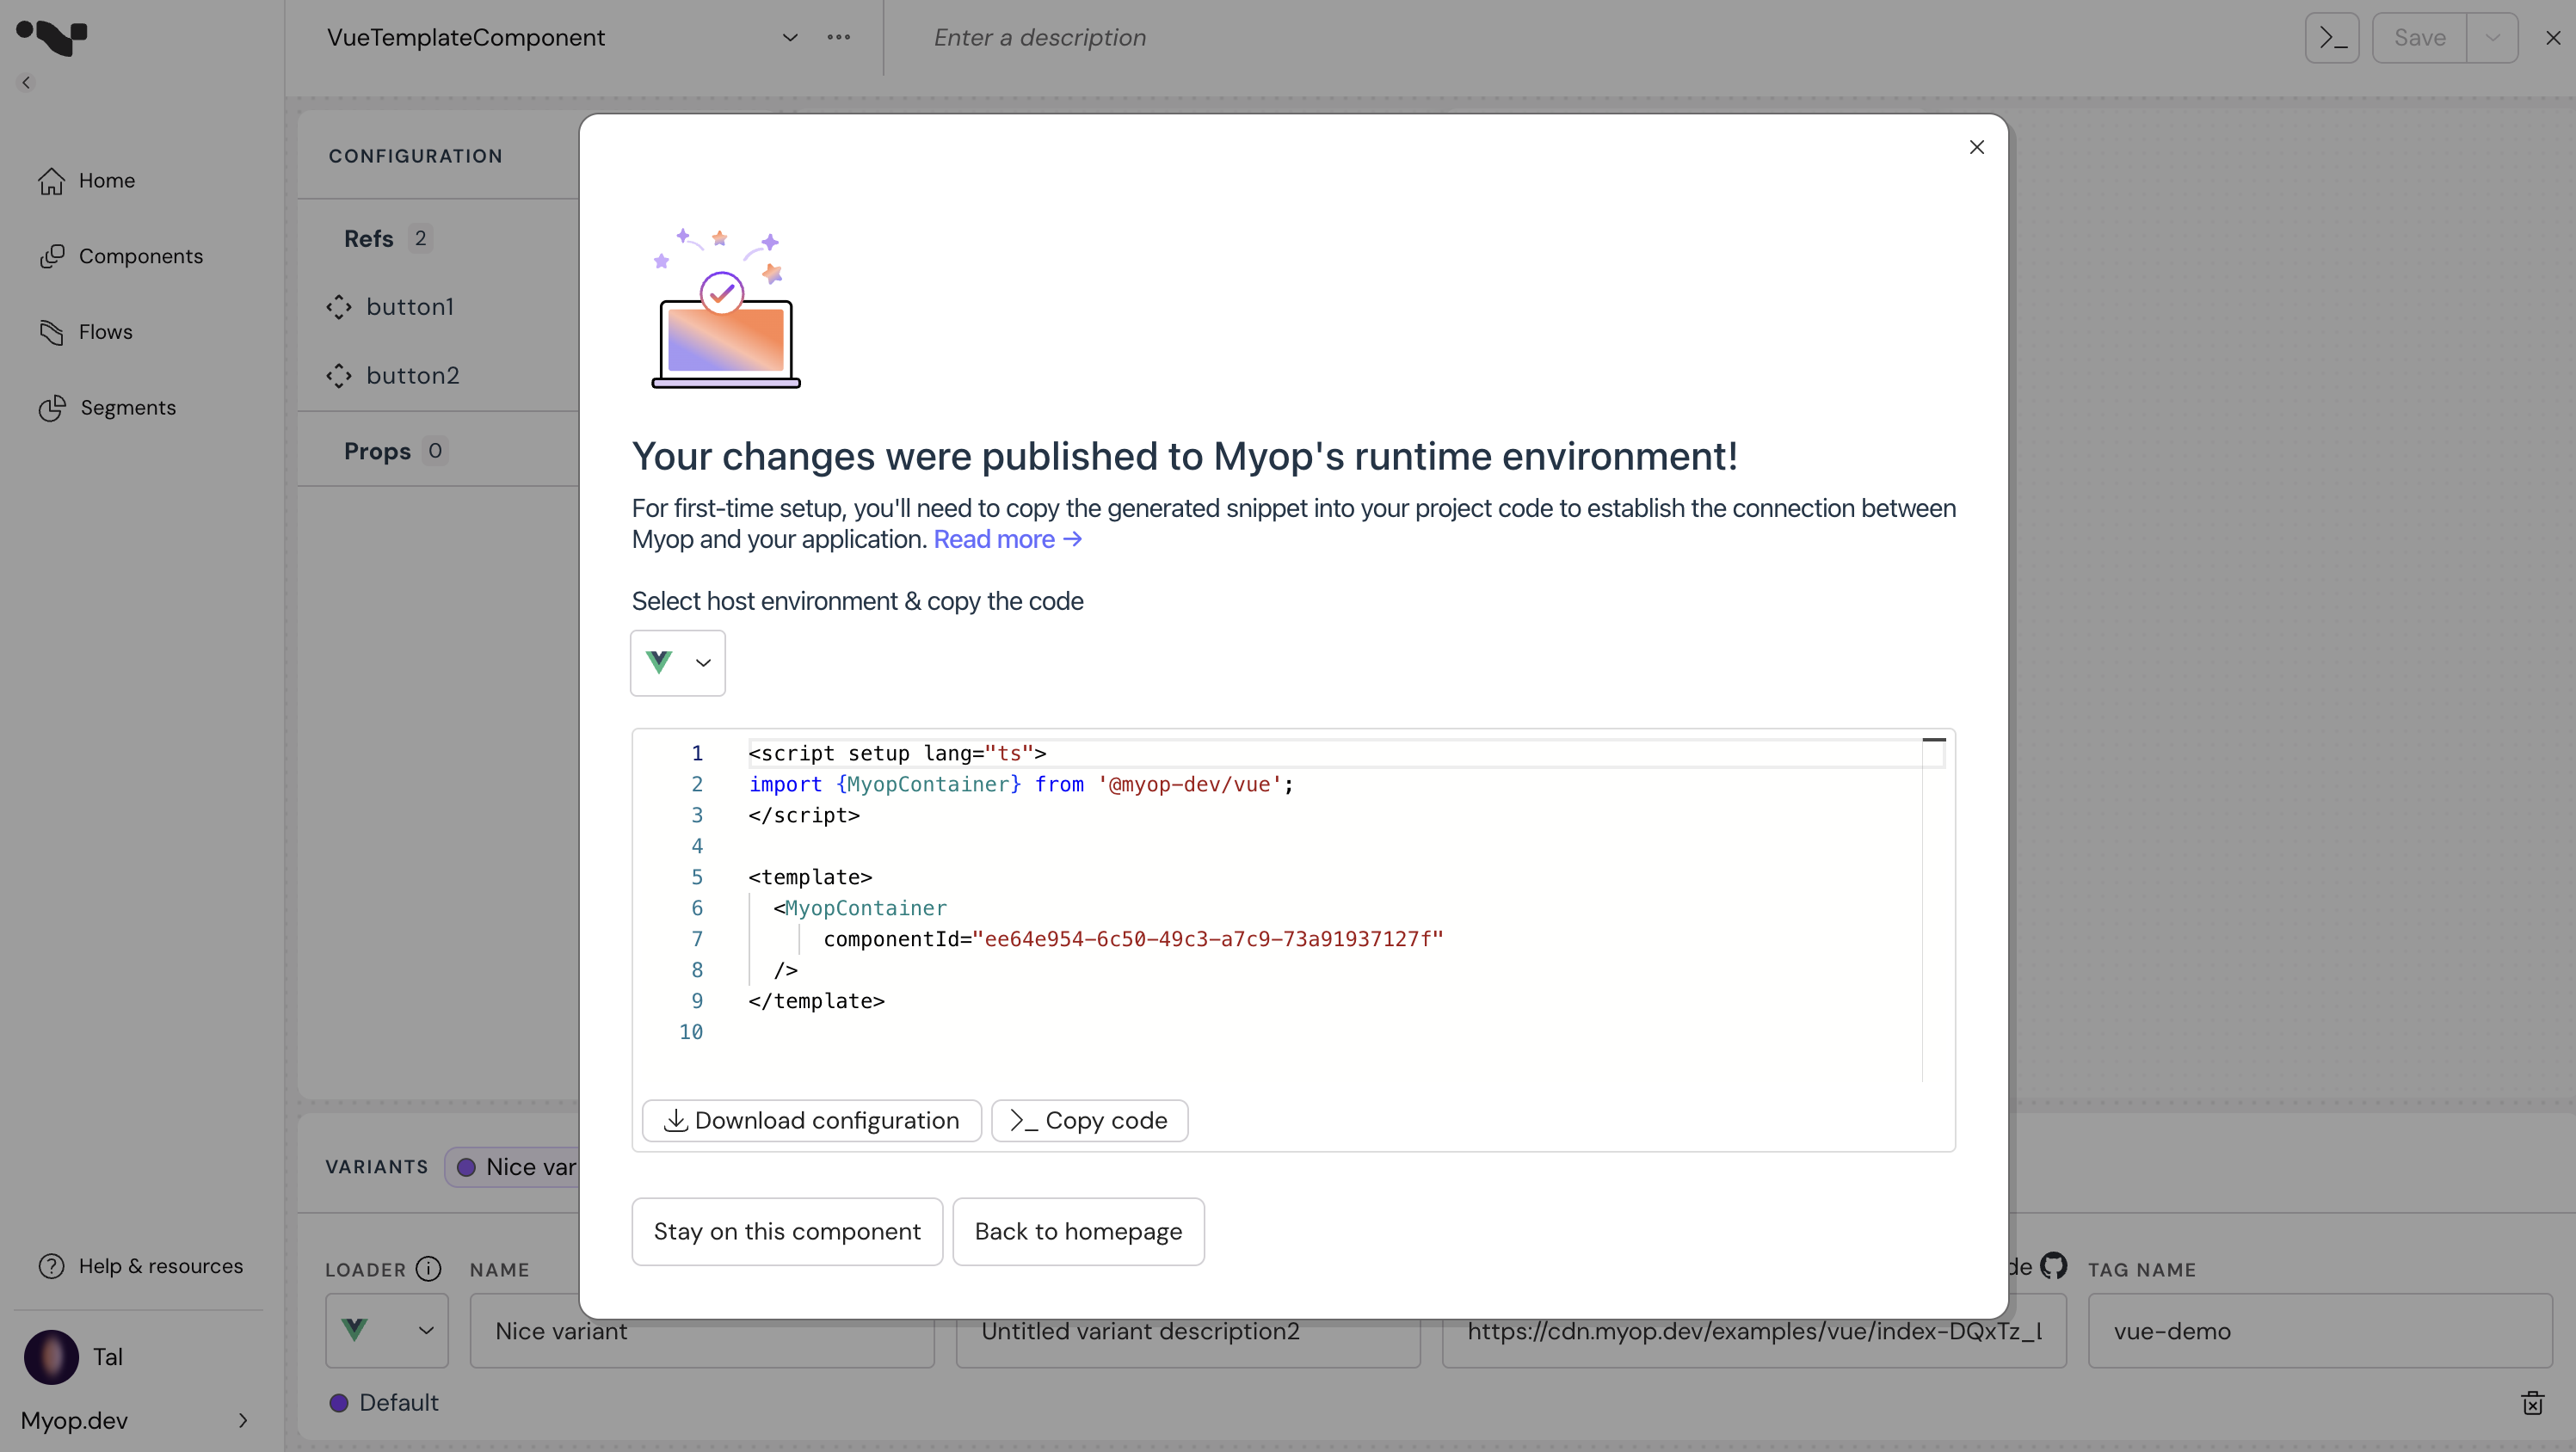 VueTemplateComponent
Enter a description
>_
Save
Home
Components
Flows
Segments
CONFIGURATION
Refs 2
button1
button2
Props 0
Your changes were published to Myop's runtime environment!
For first-time setup, you'll need to copy the generated snippet into your project code to establish the connection between
Myop and your application. Read more →
Select host environment & copy the code
1 <script setup lang="ts">
2 import {MyopContainer} from '@myop-dev/vue';
3 </script>
4
5 <template>
6 <MyopContainer
7 componentId="ee64e954-6c50-49c3-a7c9-73a91937127f"
8 />
9 </template>
10
Download configuration
>_ Copy code
Stay on this component
Back to homepage
VARIANTS
Nice var
LOADER
NAME
de
TAG NAME
Nice variant
Untitled variant description2
https://cdn.myop.dev/examples/vue/index-DQxTz_
vue-demo
Default
Help & resources
Tal
Myop.dev